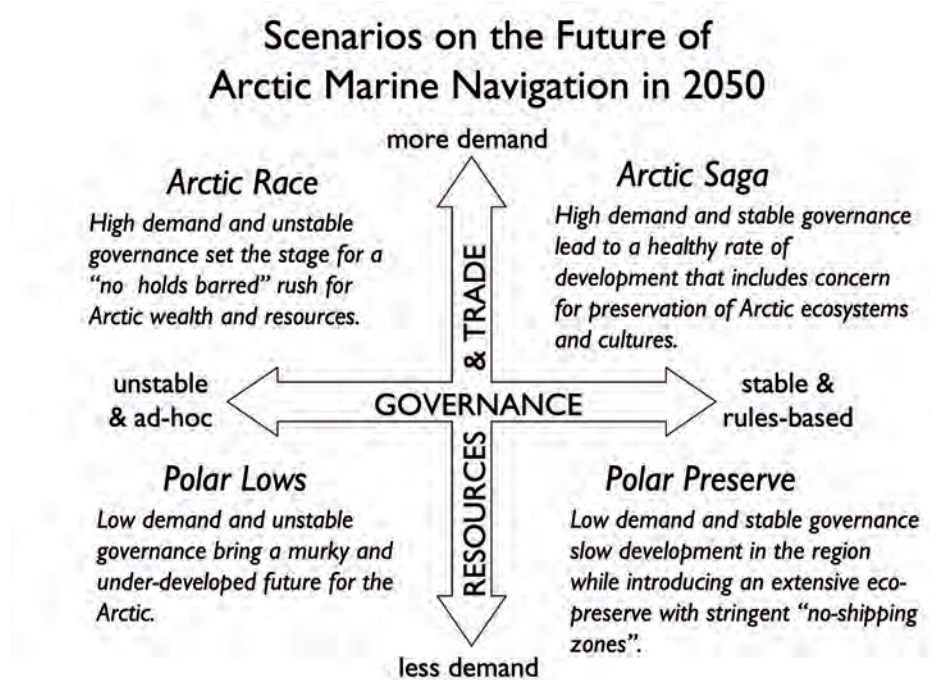 Scenarios on the Future of
Arctic Marine Navigation in 2050
more demand
Arctic Race
High demand and unstable
governance set the stage for a
“no holds barred” rush for
Arctic wealth and resources.
Arctic Saga
High demand and stable governance
lead to a healthy rate of
development that includes concern
for preservation of Arctic ecosystems
and cultures.
unstable
& ad-hoc
GOVERNANCE
RESOURCES & TRADE
stable &
rules-based
Polar Lows
Low demand and unstable
governance bring a murky and
under-developed future for the
Arctic.
Polar Preserve
Low demand and stable governance
slow development in the region
while introducing an extensive eco-
preserve with stringent “no-shipping
zones”.
less demand